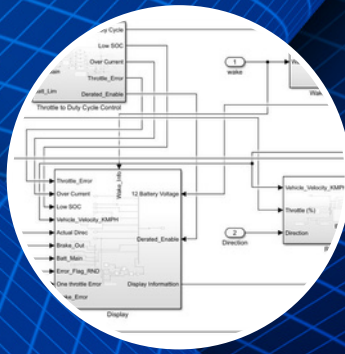 Duty Cycle
Low SOC
Over Current
Throttle_Error
Derated_Enable
Batt_Lim
Throttle to Duty Cycle Control
1
wake
Throttle_Error
Over Current
Low SOC
Vehicle_Velocity_KMPH
Actual Direc
Brake_Out
Batt_Main
Error_Flag_RND
One throttle Error
Wake_Info
12 Battery Voltage
Derated_Enable
Display Information
Display
Vehicle_Velocity_KMPH
Throttle (%)
Direction
2
Direction